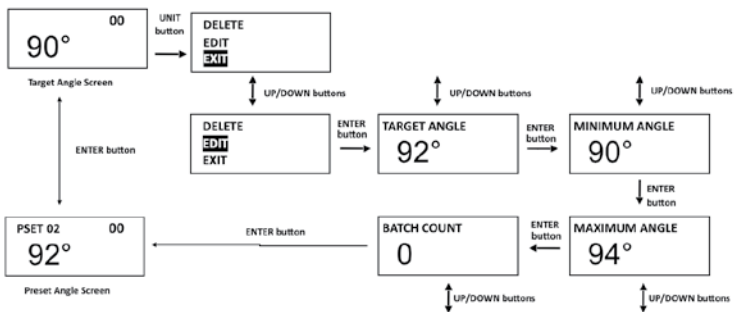 00
90°
Target Angle Screen
UNIT
button
DELETE
EDIT
EXIT
UP/DOWN buttons
UP/DOWN buttons
UP/DOWN buttons
DELETE
EDIT
EXIT
ENTER
button
TARGET ANGLE
92°
ENTER
button
MINIMUM ANGLE
90°
ENTER button
ENTER
button
PSET 02 00
92°
Preset Angle Screen
ENTER button
BATCH COUNT
0
ENTER
button
MAXIMUM ANGLE
94°
UP/DOWN buttons
UP/DOWN buttons